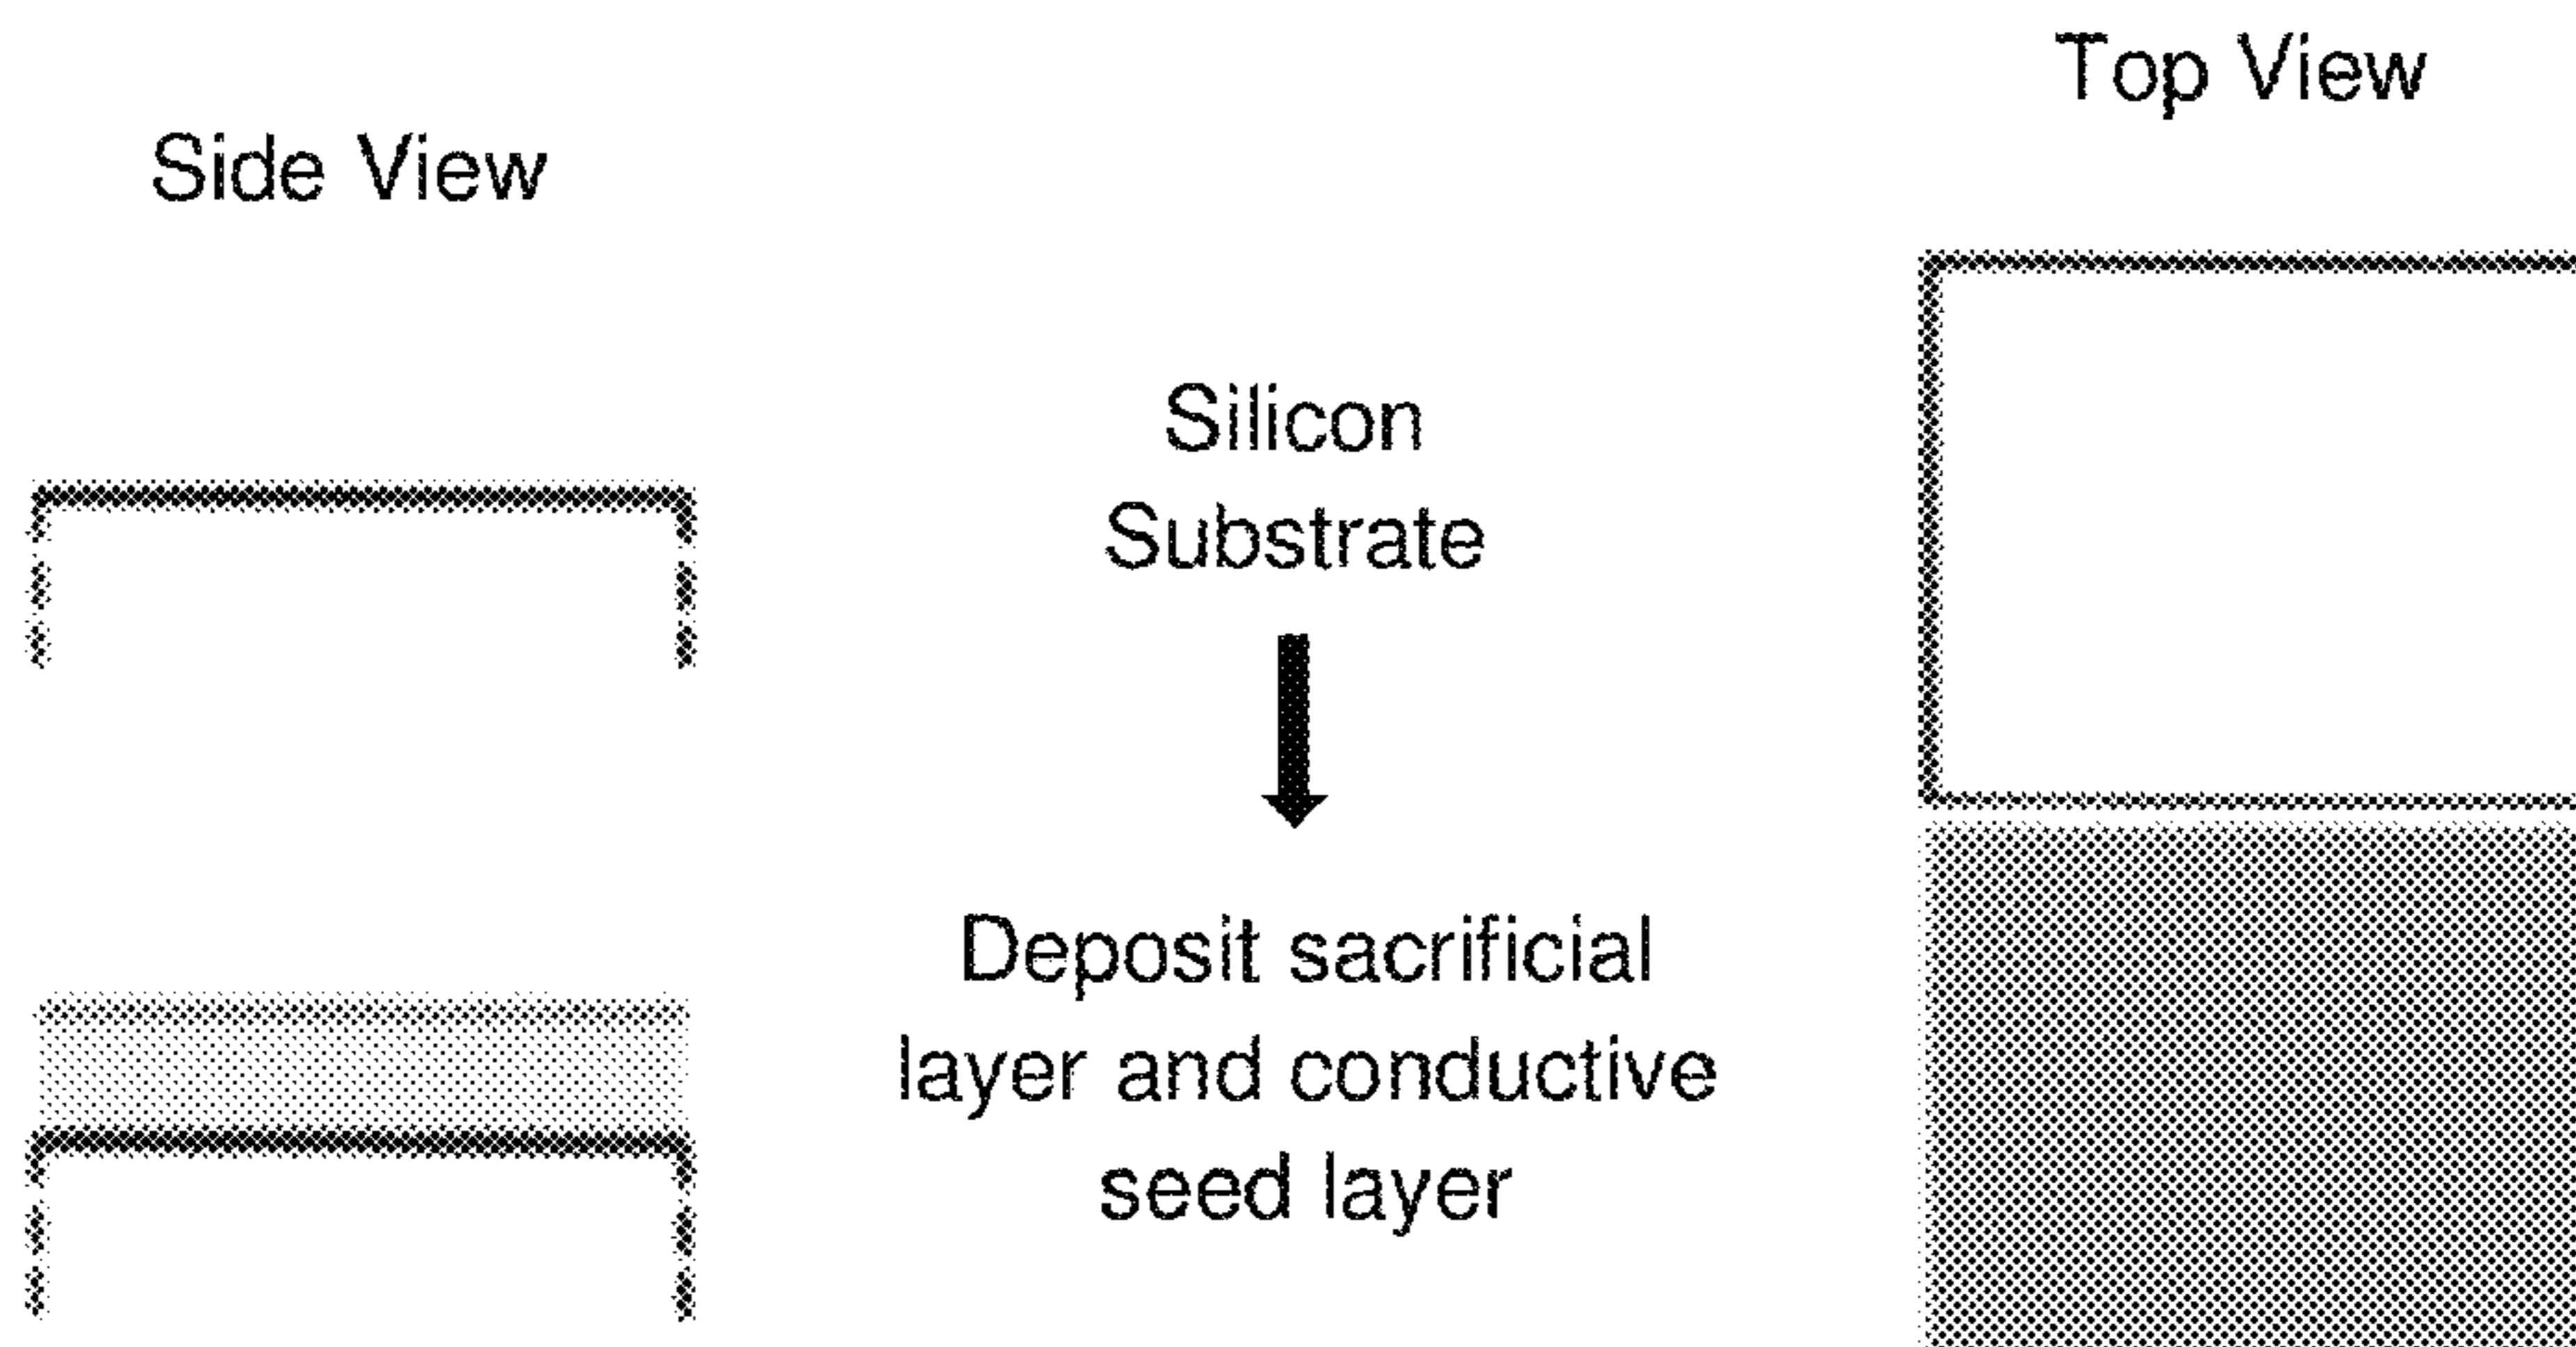 Top View
Side View
Silicon
Substrate
Deposit sacrificial
layer and conductive
seed layer